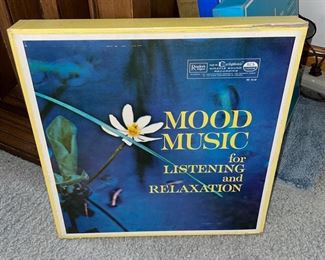 MOOD
MUSIC
for
LISTENING
and
RELAXATION